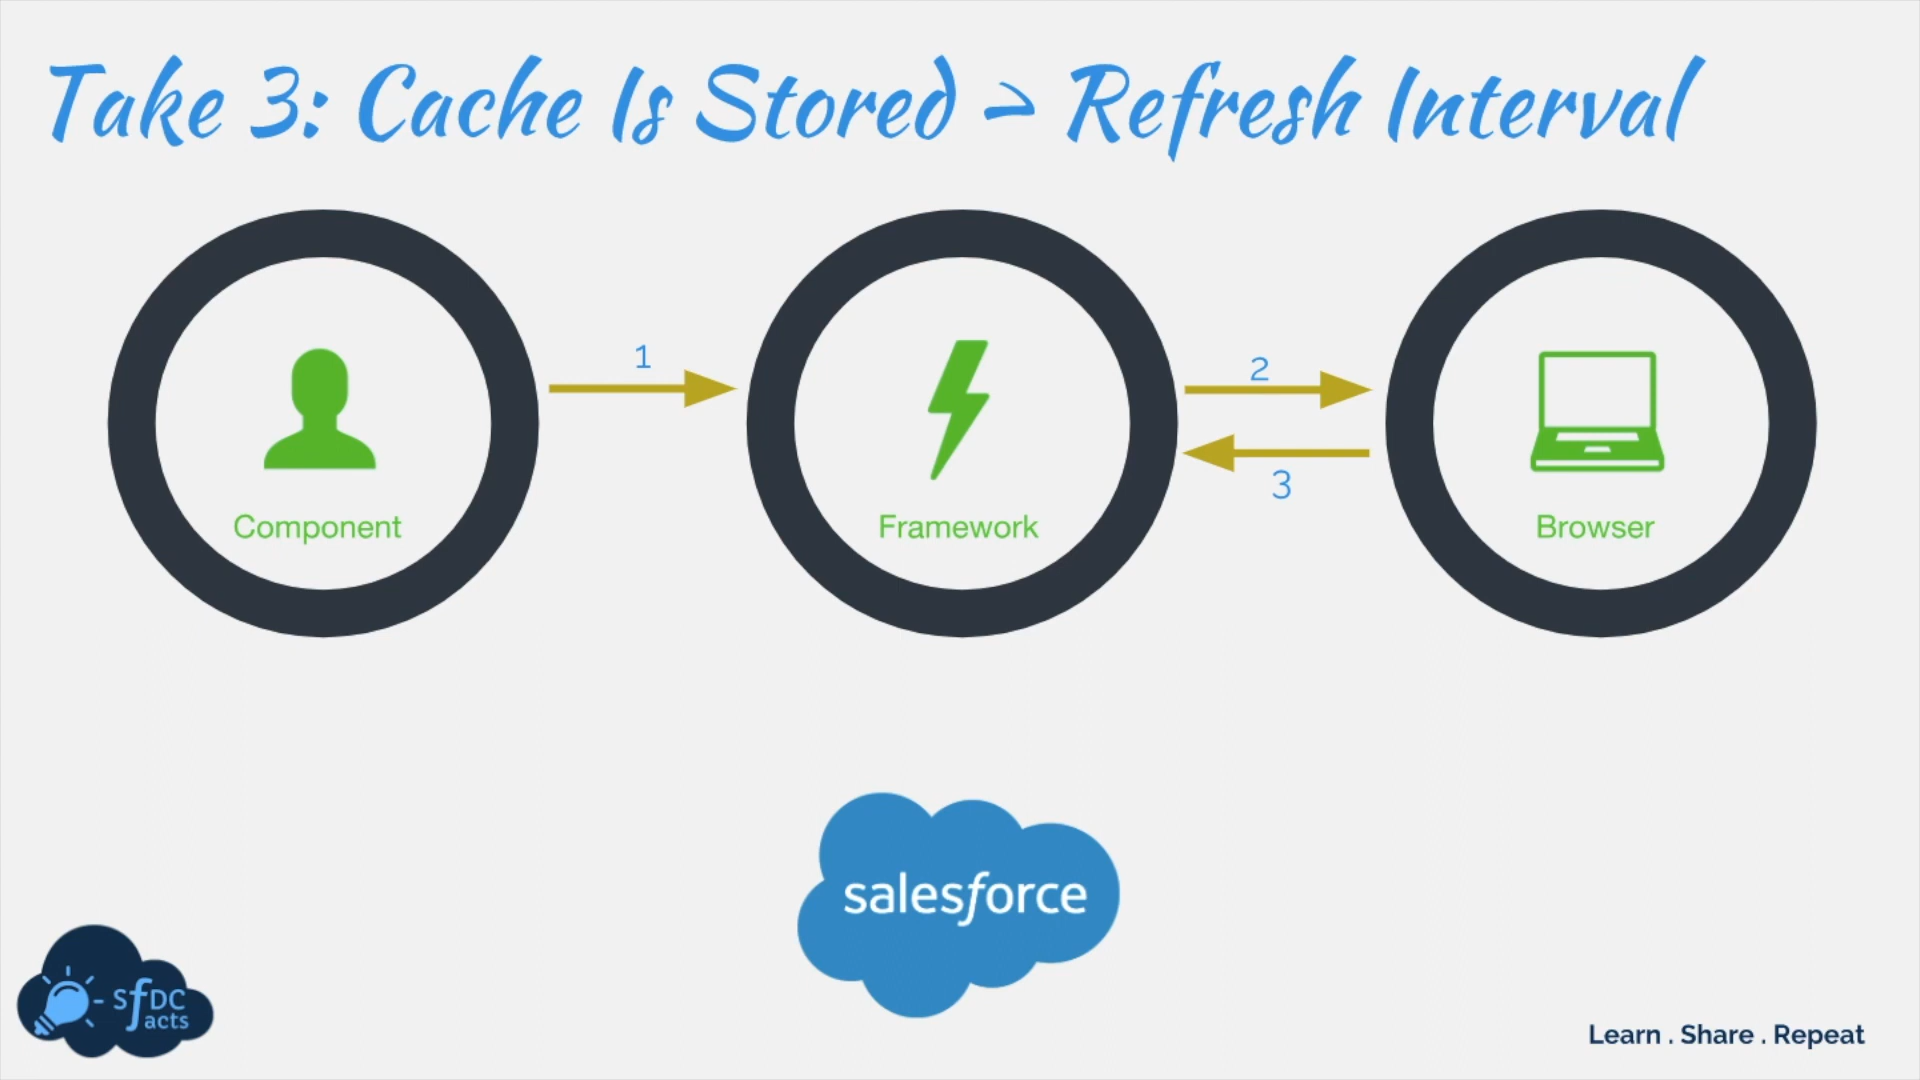 Take 3: Cache Is Stored > Refresh Interval
1
2
3
Component
Framework
Browser
salesforce
SfDC
acts
Learn . Share . Repeat